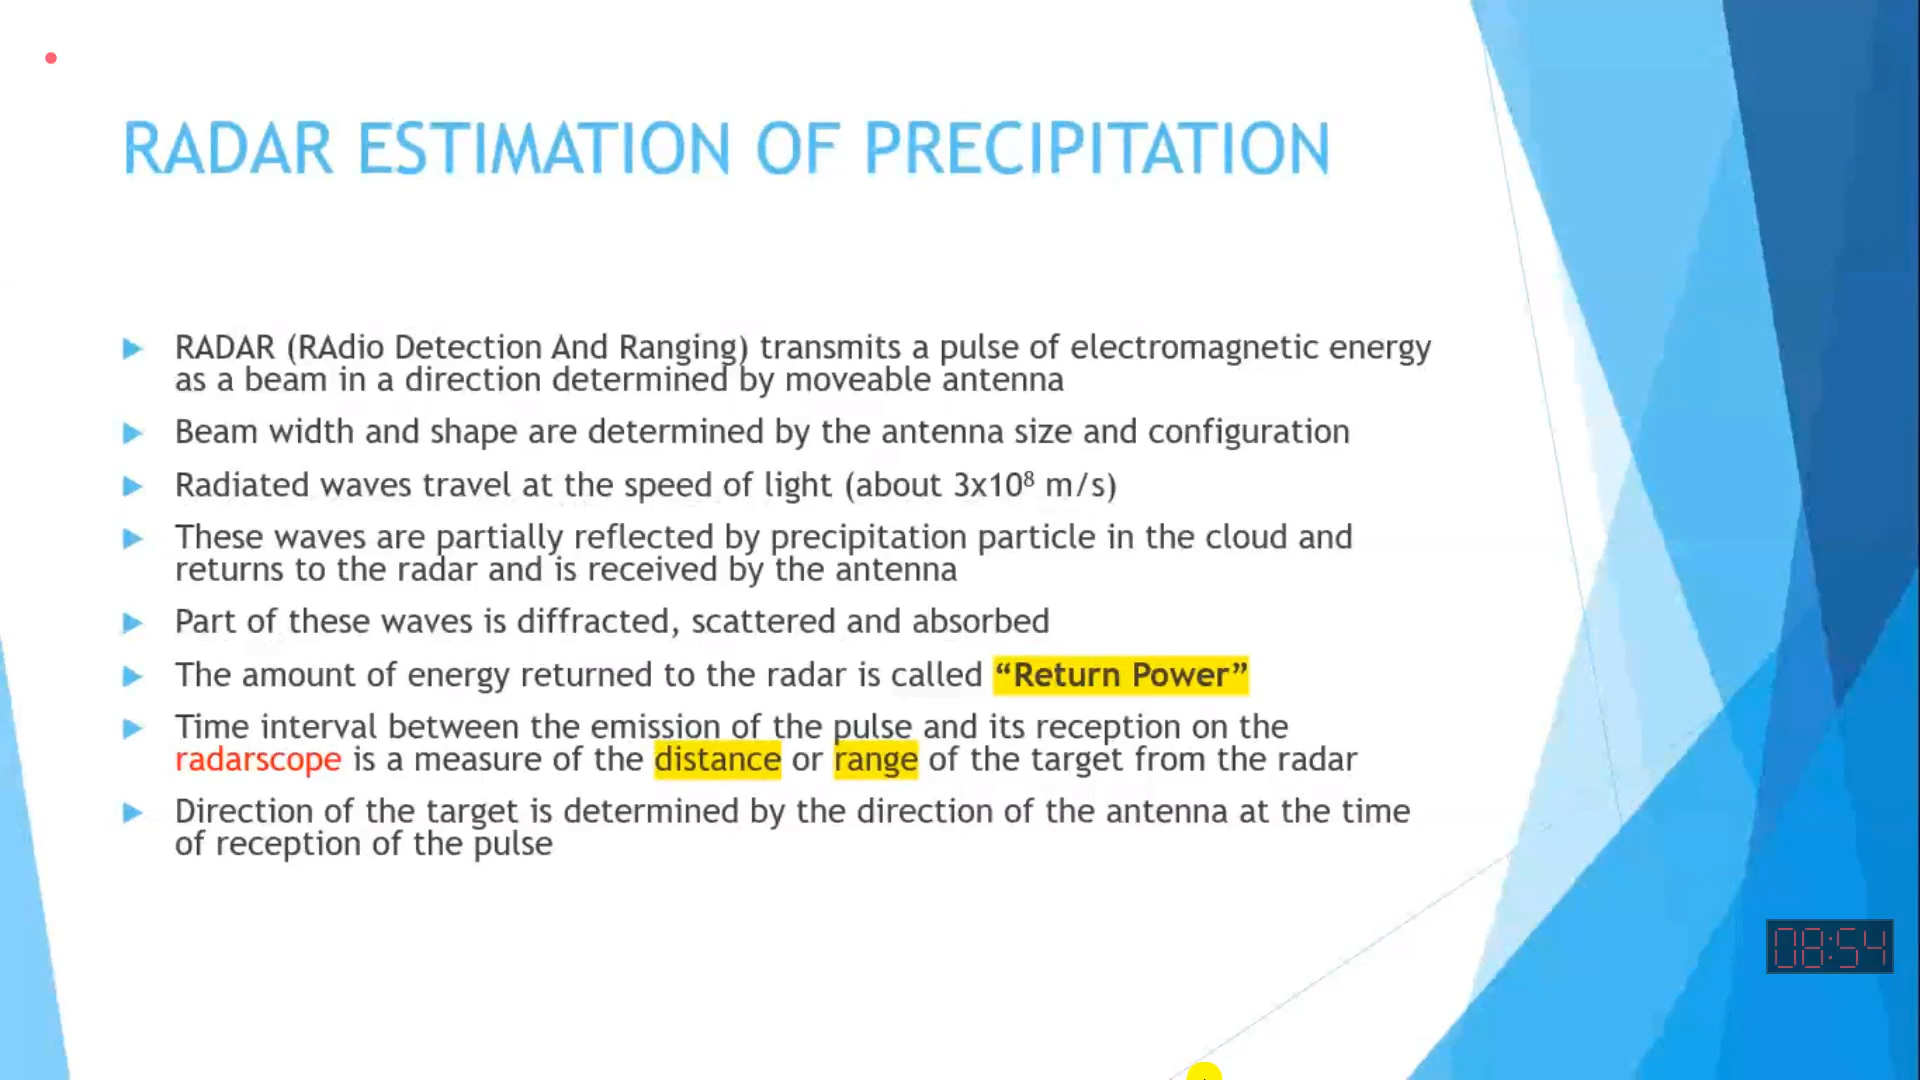 RADAR ESTIMATION OF PRECIPITATION
RADAR (RAdio Detection And Ranging) transmits a pulse of electromagnetic energy
as a beam in a direction determined by moveable antenna
Beam width and shape are determined by the antenna size and configuration
Radiated waves travel at the speed of light (about 3x10⁸ m/s)
These waves are partially reflected by precipitation particle in the cloud and
returns to the radar and is received by the antenna
Part of these waves is diffracted, scattered and absorbed
The amount of energy returned to the radar is called “Return Power”
Time interval between the emission of the pulse and its reception on the
radarscope is a measure of the distance or range of the target from the radar
Direction of the target is determined by the direction of the antenna at the time
of reception of the pulse
08:54